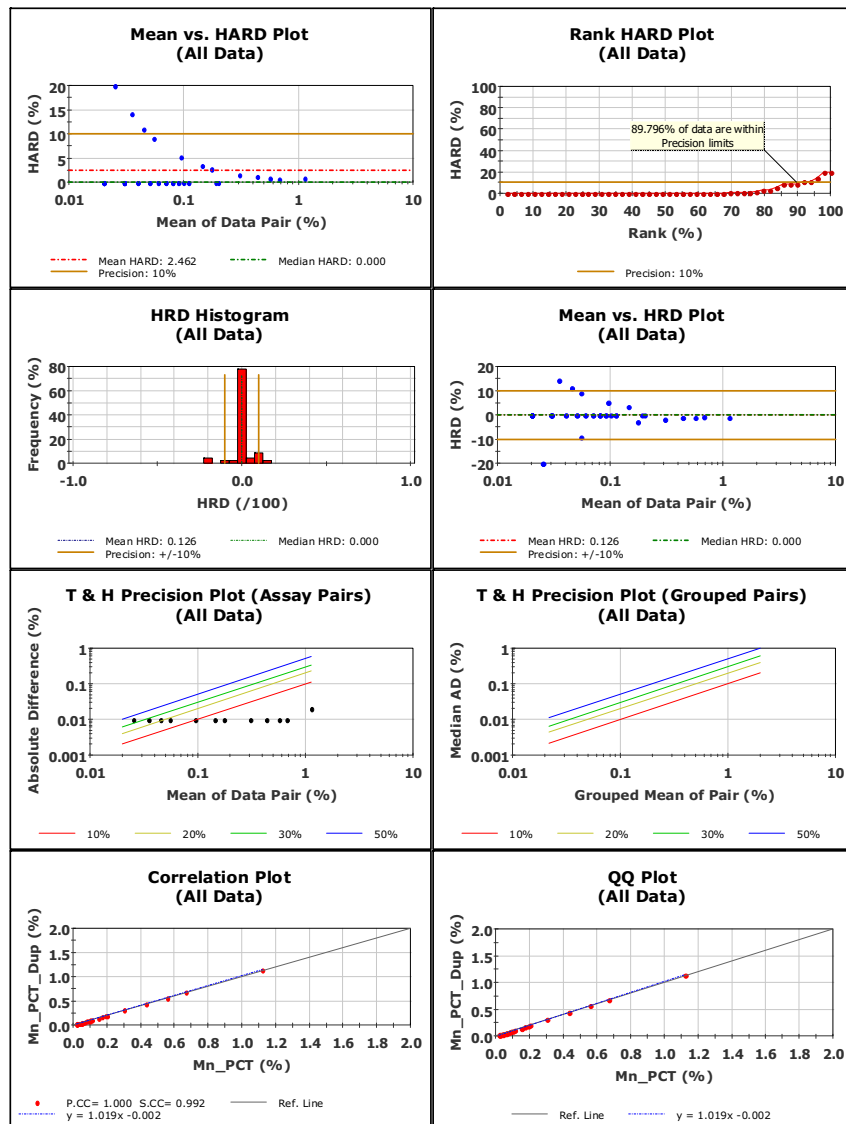 Mean vs. HARD Plot
(All Data)
20
15
10
5
0
HARD (%)
0.01 0.1 1 10
Mean of Data Pair (%)
Mean HARD: 2.462 Median HARD: 0.000
Precision: 10%
Rank HARD Plot
(All Data)
100
80
60
40
20
0
HARD (%)
89.796% of data are within
Precision limits
0 10 20 30 40 50 60 70 80 90 100
Rank (%)
Precision: 10%
HRD Histogram
(All Data)
80
60
40
20
0
Frequency (%)
-1.0 0.0 1.0
HRD (/100)
Mean HRD: 0.126 Median HRD: 0.000
Precision: +/-10%
Mean vs. HRD Plot
(All Data)
20
10
0
-10
-20
HRD (%)
0.01 0.1 1 10
Mean of Data Pair (%)
Mean HRD: 0.126 Median HRD: 0.000
Precision: +/-10%
T & H Precision Plot (Assay Pairs)
(All Data)
1
0.1
0.01
0.001
Absolute Difference (%)
0.01 0.1 1 10
Mean of Data Pair (%)
10% 20% 30% 50%
T & H Precision Plot (Grouped Pairs)
(All Data)
1
0.1
0.01
0.001
Median AD (%)
0.01 0.1 1 10
Grouped Mean of Pair (%)
10% 20% 30% 50%
Correlation Plot
(All Data)
2.0
1.5
1.0
0.5
0.0
Mn_PCT_Dup (%)
0.0 0.2 0.4 0.6 0.8 1.0 1.2 1.4 1.6 1.8 2.0
Mn_PCT (%)
P.CC= 1.000 S.CC= 0.992 Ref. Line
y = 1.019x -0.002
QQ Plot
(All Data)
2.0
1.5
1.0
0.5
0.0
Mn_PCT_Dup (%)
0.0 0.2 0.4 0.6 0.8 1.0 1.2 1.4 1.6 1.8 2.0
Mn_PCT (%)
Ref. Line y = 1.019x -0.002